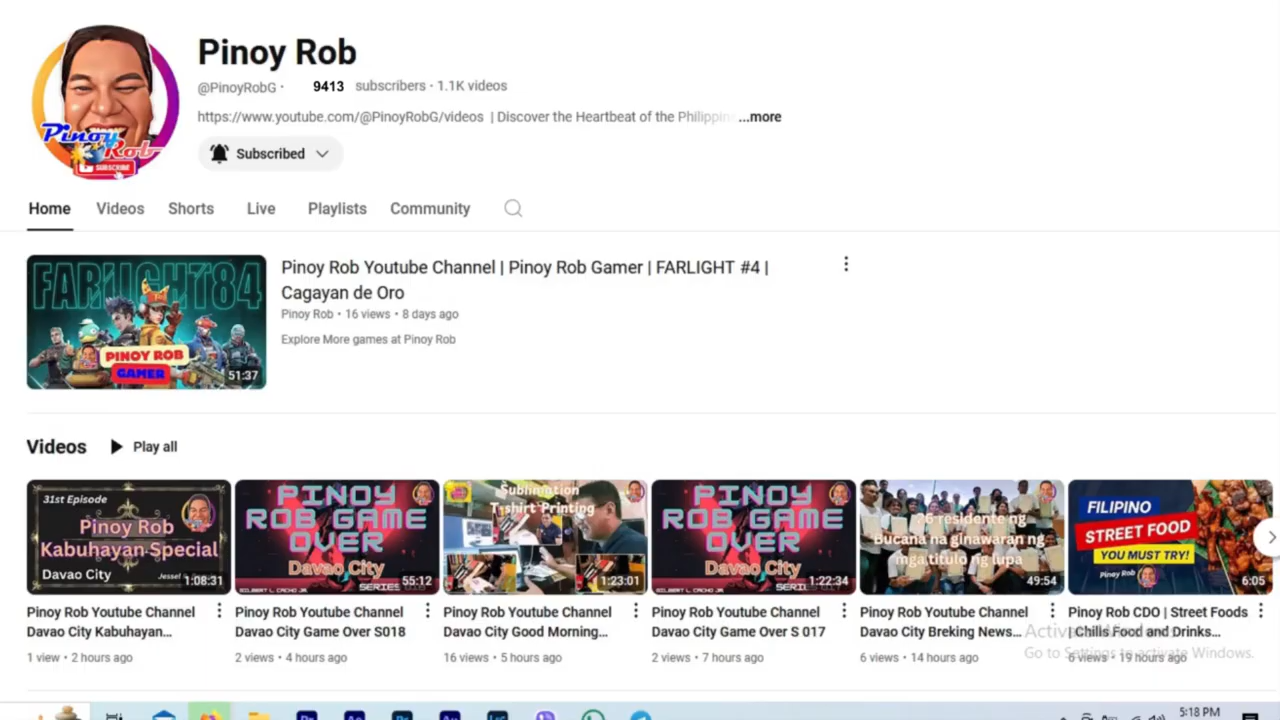 Pinoy Rob
@PinoyRobG · 9413 subscribers · 1.1K videos
https://www.youtube.com/@PinoyRobG/videos | Discover the Heartbeat of the Philippin ...more
Pinoy
Rob
SUBSCRIBE
Subscribed
Home Videos Shorts Live Playlists Community
FARLIGHT84
PINOY ROB
GAMER
51:37
Pinoy Rob Youtube Channel | Pinoy Rob Gamer | FARLIGHT #4 |
Cagayan de Oro
Pinoy Rob · 16 views · 8 days ago
Explore More games at Pinoy Rob
Videos Play all
31st Episode
Pinoy Rob
Kabuhayan Special
Davao City
Jessel
1:08:31
Pinoy Rob Youtube Channel
Davao City Kabuhayan...
1 view · 2 hours ago
PINOY
ROB GAME
OVER
Davao City
SERIES
55:12
Pinoy Rob Youtube Channel
Davao City Game Over S018
2 views · 4 hours ago
Sublimation
T-shirt Printing
1:23:01
Pinoy Rob Youtube Channel
Davao City Good Morning...
16 views · 5 hours ago
PINOY
ROB GAME
OVER
Davao City
SERIES
1:22:34
Pinoy Rob Youtube Channel
Davao City Game Over S 017
2 views · 7 hours ago
26 residente ng
Bucana na ginawaran ng
mga titulo ng lupa
49:54
Pinoy Rob Youtube Channel
Davao City Breking News...
6 views · 14 hours ago
FILIPINO
STREET FOOD
YOU MUST TRY!
Pinoy Rob
6:05
Pinoy Rob CDO | Street Foods
| Chills Food and Drinks...
6 views · 19 hours ago
Activate Windows
Go to Settings to activate Windows.
5:18 PM